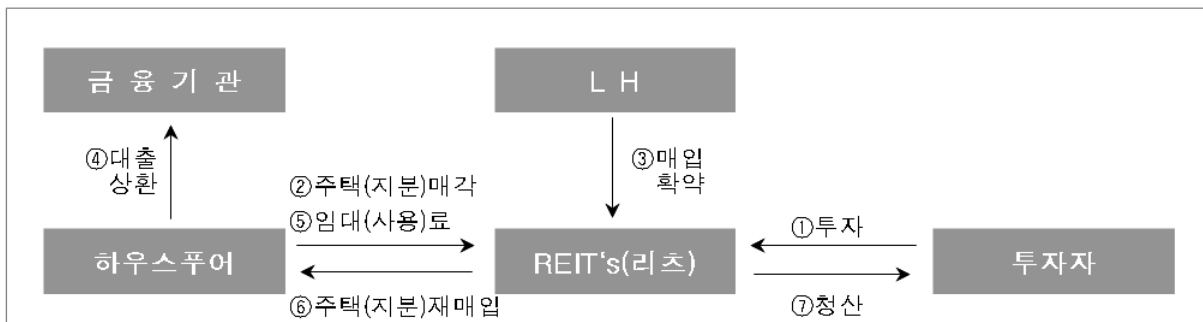 금 융 기 관
L H
④대출
상환
③매입
확약
②주택(지분)매각
⑤임대(사용)료
①투자
하우스푸어
REIT‘s(리츠)
투자자
⑥주택(지분)재매입
⑦청산